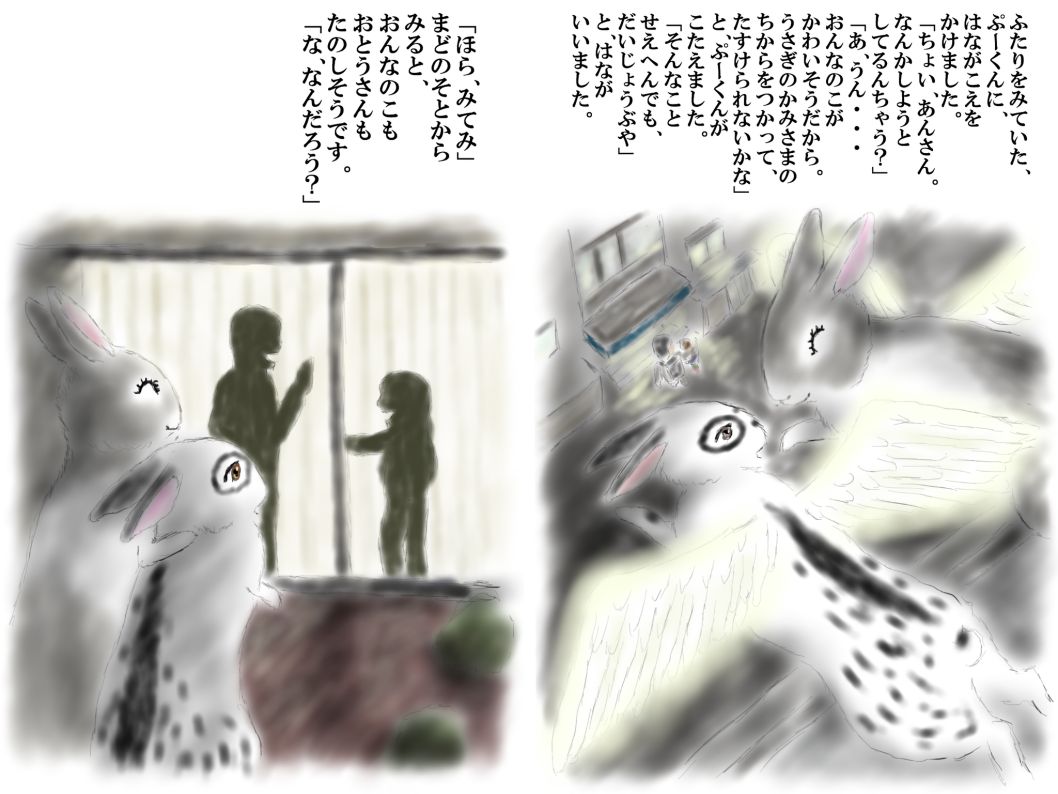 ふたりをみていた、
ぷーくんに、
はながこえを
かけました。
「ちょい、あんさん。
なんかしようと
してるんちゃう？」
「あ、うん・・・
おんなのこが
かわいそうだから。
うさぎのかみさまの
ちからをつかって、
たすけられないかな」
と、ぷーくんが
こたえました。
「そんなこと
せえへんでも、
だいじょうぶや」
と、はなが
いいました。
「ほら、みてみ」
まどのそとから
みると、
おんなのこも
おとうさんも
たのしそうです。
「な、なんだろう？」